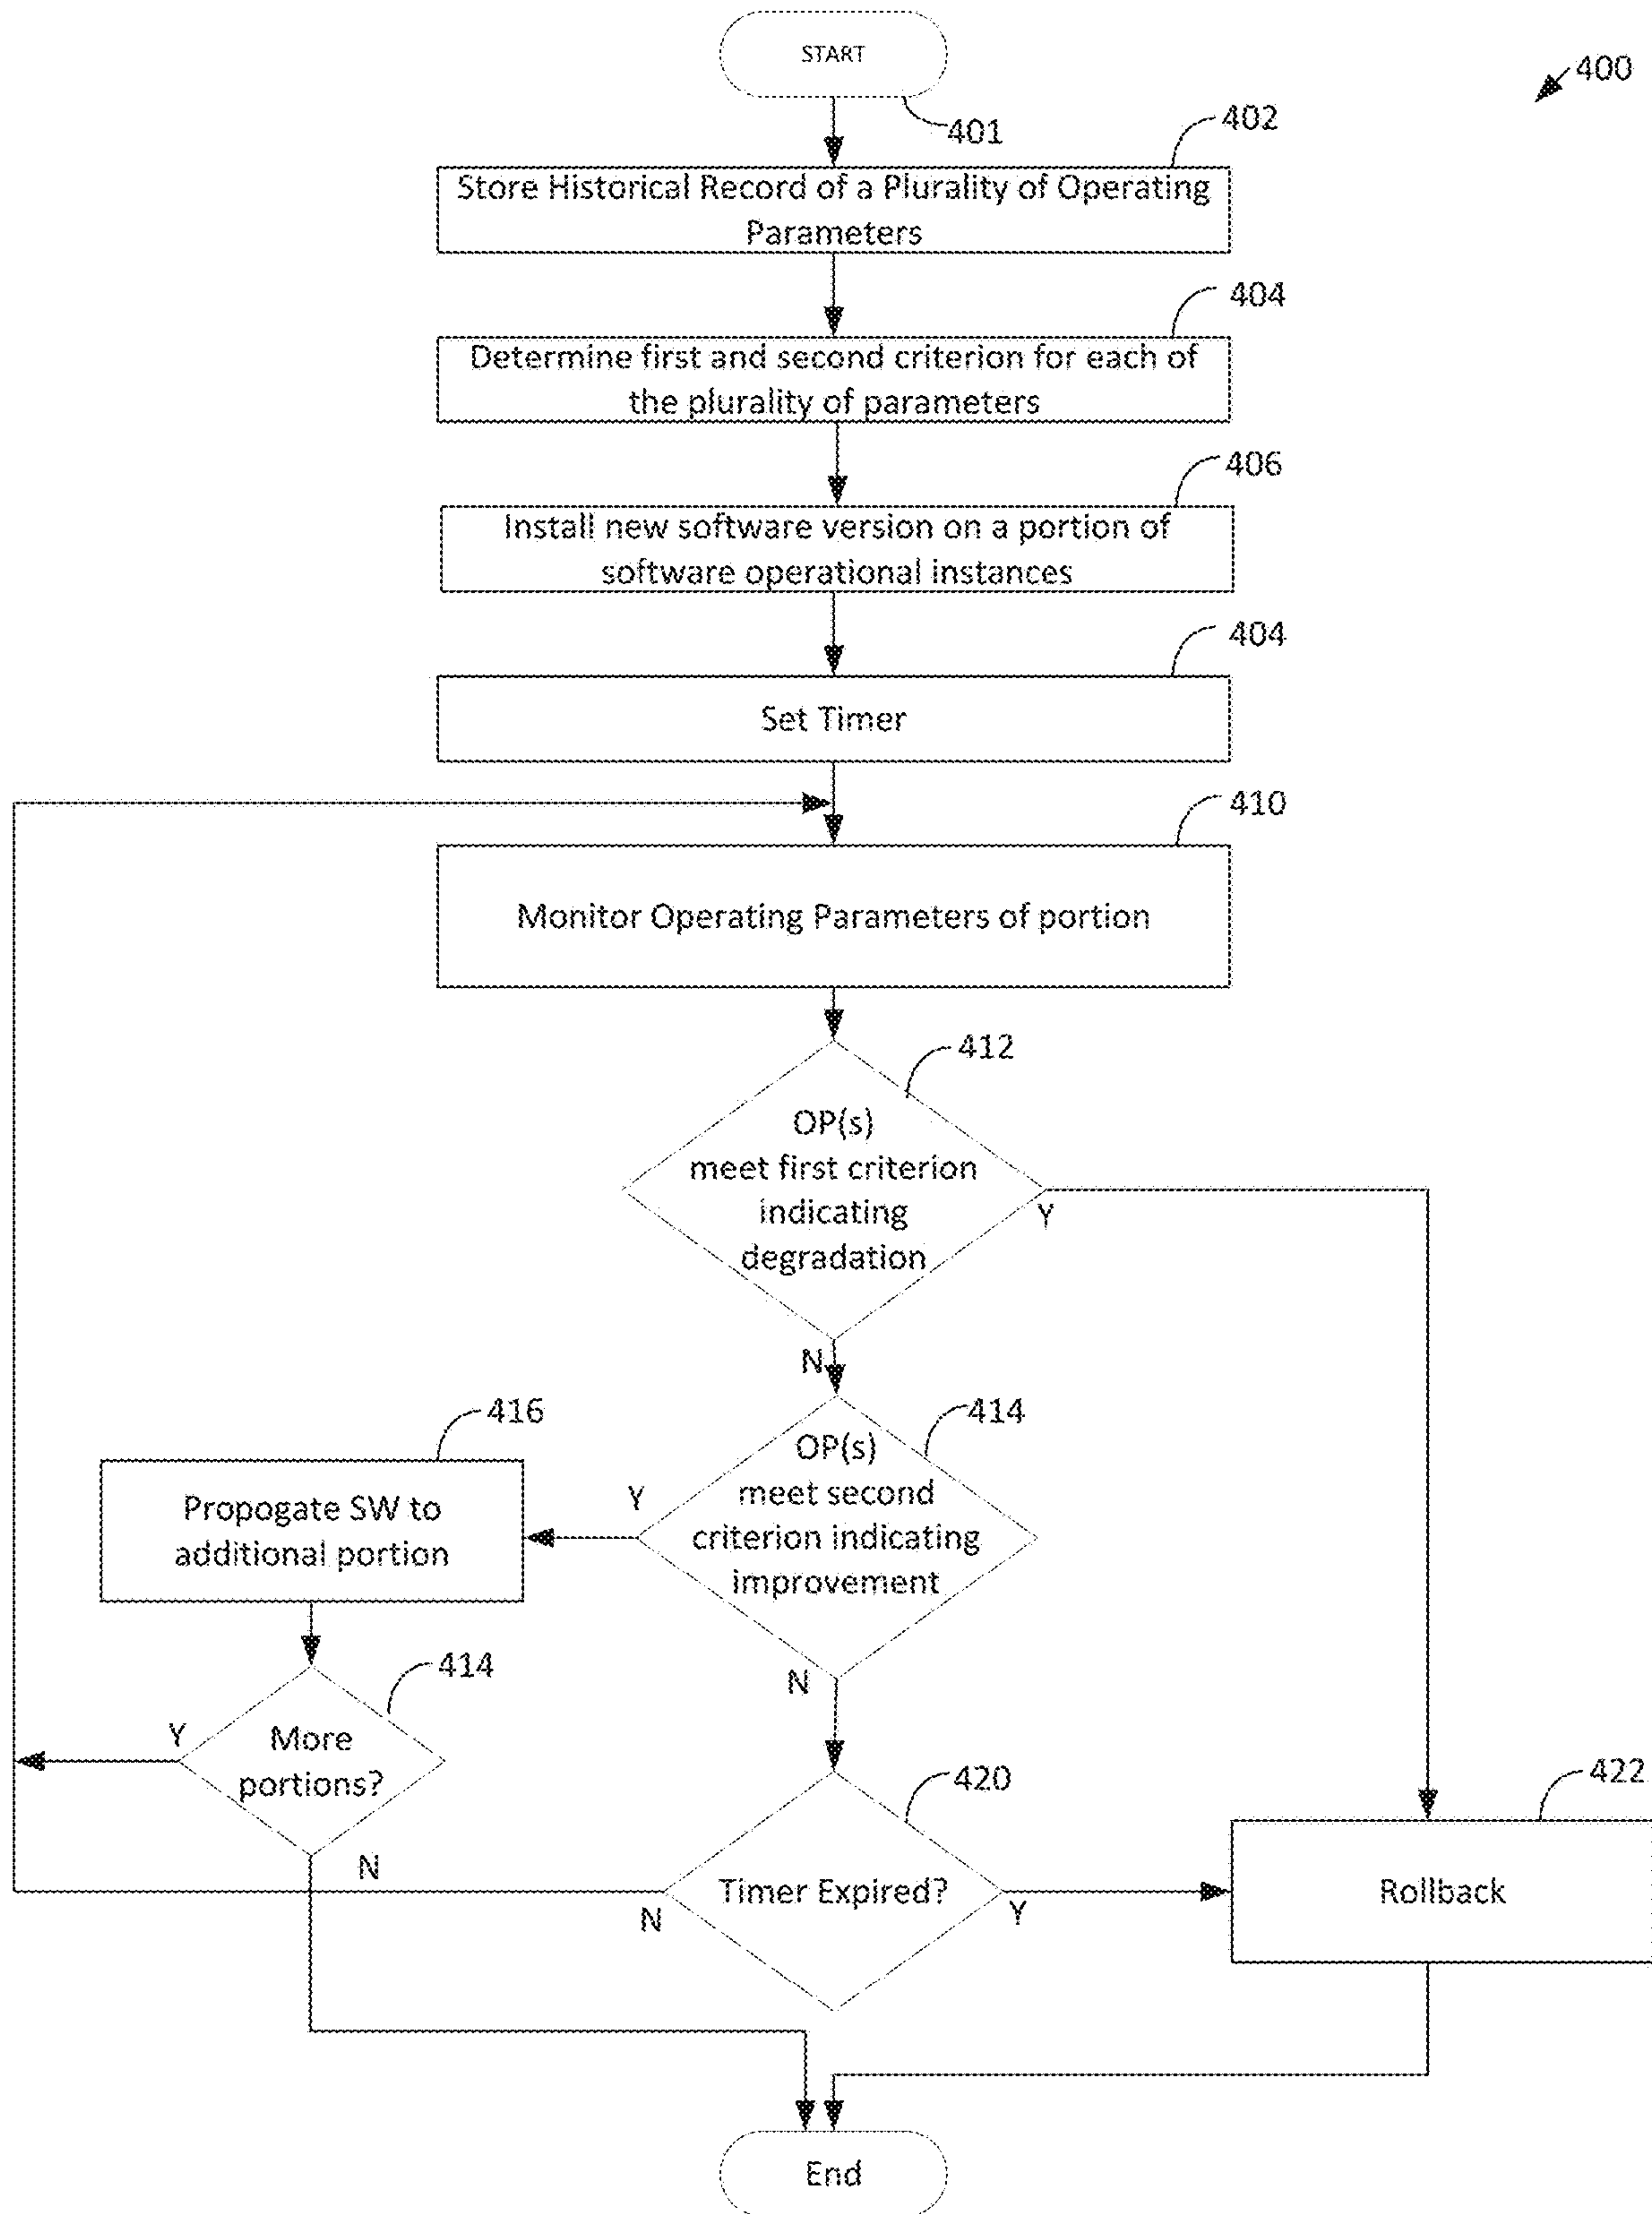 START
400
401
402
Store Historical Record of a Plurality of Operating
Parameters
404
Determine first and second criterion for each of
the plurality of parameters
406
Install new software version on a portion of
software operational instances
404
Set Timer
410
Monitor Operating Parameters of portion
412
OP(s)
meet first criterion
indicating
degradation
Y
N
414
OP(s)
meet second
criterion indicating
improvement
Y
N
416
Propogate SW to
additional portion
414
More
portions?
Y
N
420
Timer Expired?
N
Y
422
Rollback
End